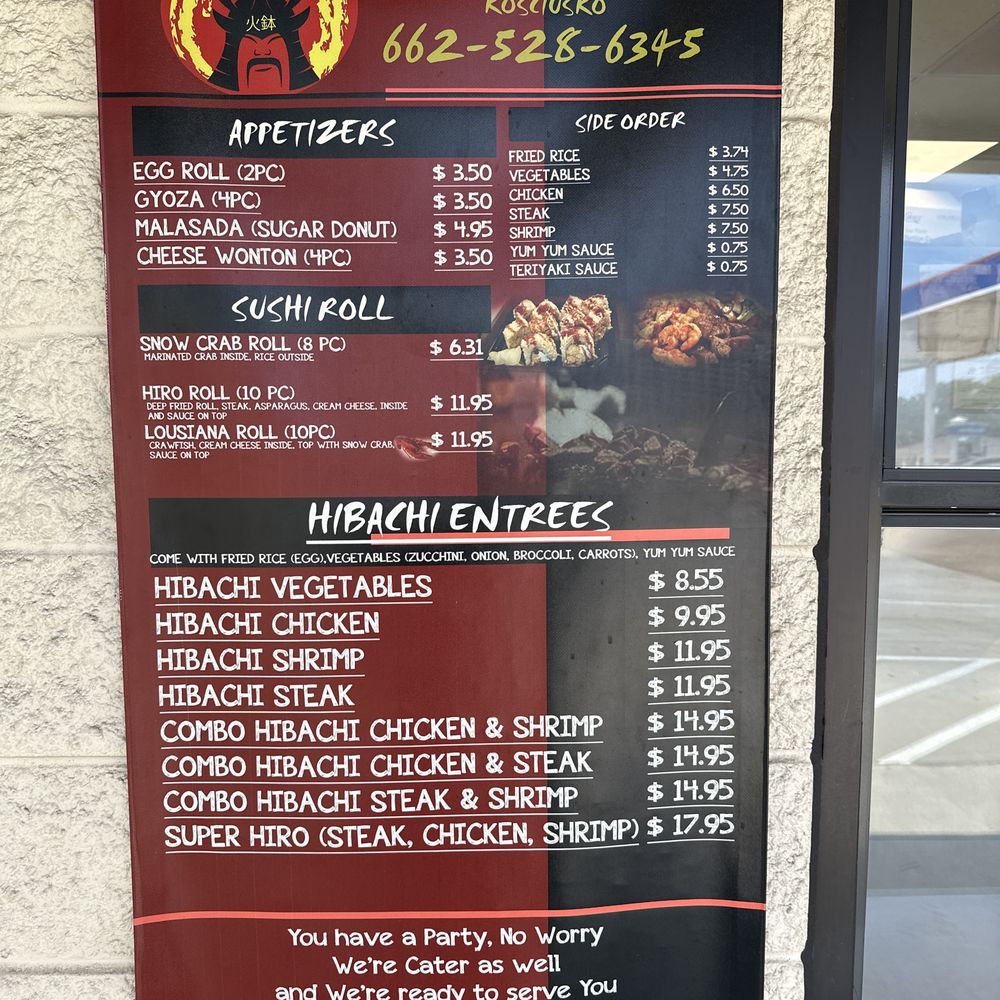 火鉢
KOSCIUSKO
662-528-6345
APPETIZERS
EGG ROLL (2PC) $ 3.50
GYOZA (4PC) $ 3.50
MALASADA (SUGAR DONUT) $ 4.95
CHEESE WONTON (4PC) $ 3.50
SIDE ORDER
FRIED RICE $ 3.74
VEGETABLES $ 4.75
CHICKEN $ 6.50
STEAK $ 7.50
SHRIMP $ 7.50
YUM YUM SAUCE $ 0.75
TERIYAKI SAUCE $ 0.75
SUSHI ROLL
SNOW CRAB ROLL (8 PC) $ 6.31
MARINATED CRAB INSIDE, RICE OUTSIDE
HIRO ROLL (10 PC) $ 11.95
DEEP FRIED ROLL, STEAK, ASPARAGUS, CREAM CHEESE, INSIDE
AND SAUCE ON TOP
LOUSIANA ROLL (10PC) $ 11.95
CRAWFISH, CREAM CHEESE INSIDE, TOP WITH SNOW CRAB,
SAUCE ON TOP
HIBACHI ENTREES
COME WITH FRIED RICE (EGG),VEGETABLES (ZUCCHINI, ONION, BROCCOLI, CARROTS), YUM YUM SAUCE
HIBACHI VEGETABLES $ 8.55
HIBACHI CHICKEN $ 9.95
HIBACHI SHRIMP $ 11.95
HIBACHI STEAK $ 11.95
COMBO HIBACHI CHICKEN & SHRIMP $ 14.95
COMBO HIBACHI CHICKEN & STEAK $ 14.95
COMBO HIBACHI STEAK & SHRIMP $ 14.95
SUPER HIRO (STEAK, CHICKEN, SHRIMP) $ 17.95
You have a Party, No Worry
We're Cater as well
and We're ready to serve You